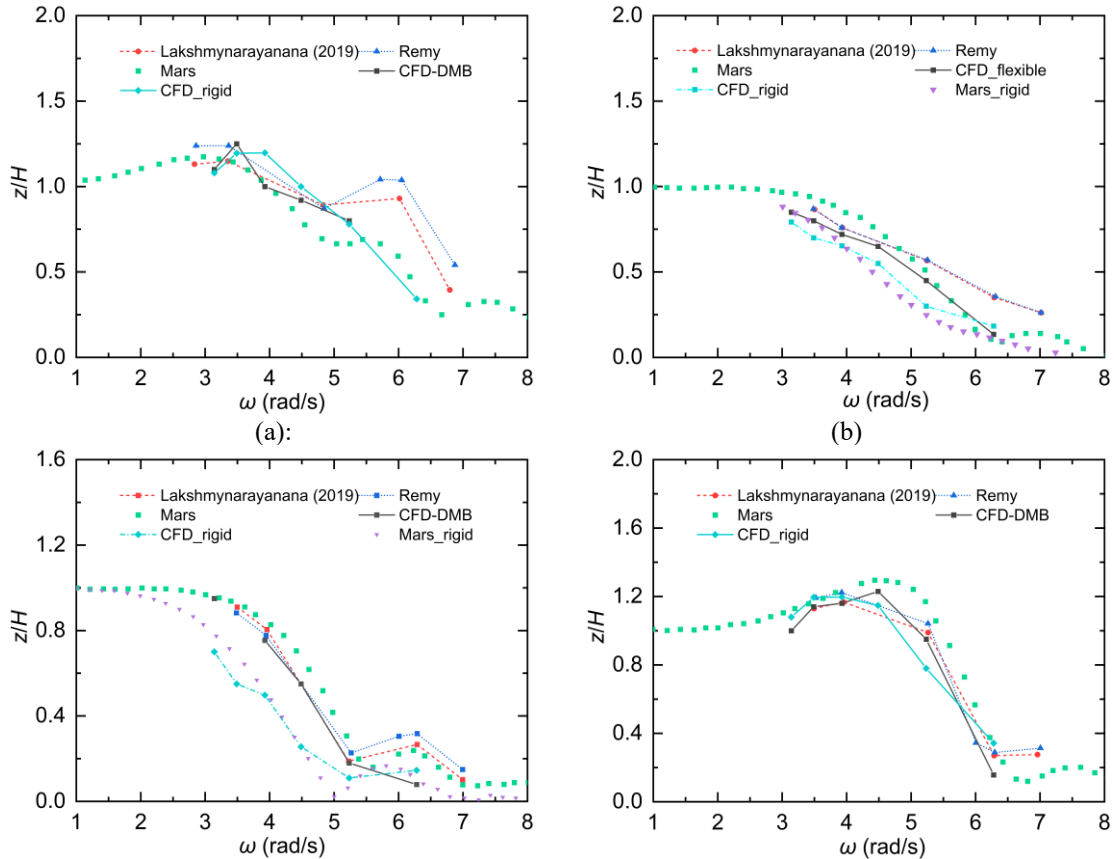 2.0
1.5
1.0
0.5
0.0
z/H
Lakshmynarayanana (2019)
Mars
CFD_rigid
Remy
CFD-DMB
1 2 3 4 5 6 7 8
ω (rad/s)
(a):
2.0
1.5
1.0
0.5
0.0
z/H
Lakshmynarayanana (2019)
Mars
CFD_rigid
Remy
CFD_flexible
Mars_rigid
1 2 3 4 5 6 7 8
ω (rad/s)
(b)
1.6
1.2
0.8
0.4
0.0
z/H
Lakshmynarayanana (2019)
Mars
CFD_rigid
Remy
CFD-DMB
Mars_rigid
1 2 3 4 5 6 7 8
ω (rad/s)
2.0
1.6
1.2
0.8
0.4
0.0
z/H
Lakshmynarayanana (2019)
Mars
CFD_rigid
Remy
CFD-DMB
1 2 3 4 5 6 7 8
ω (rad/s)